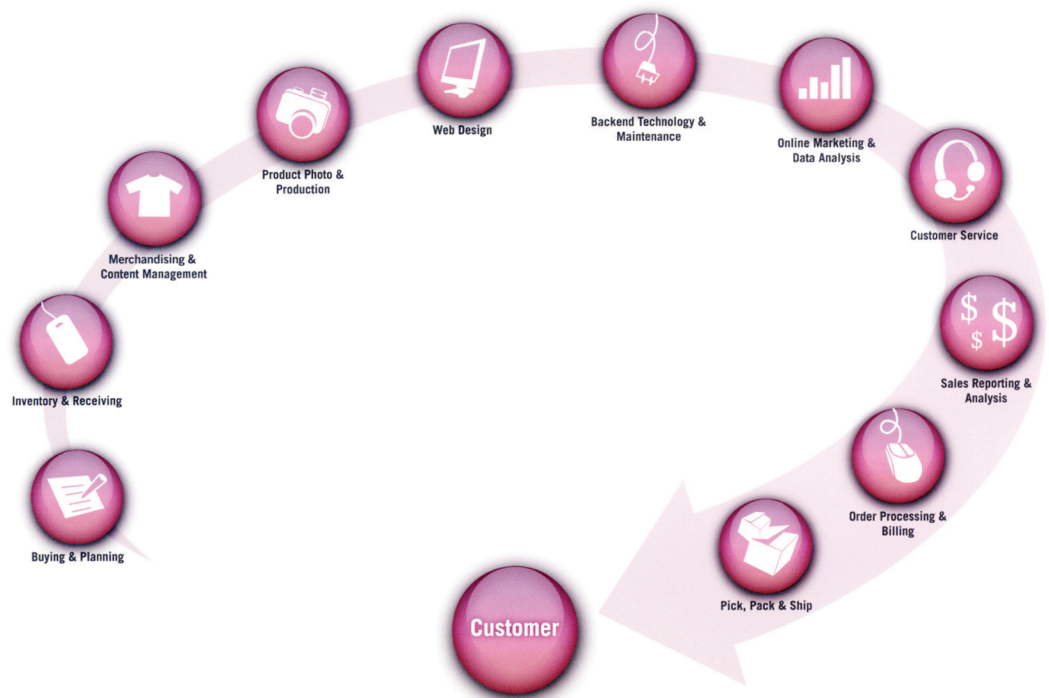 Buying & Planning
Inventory & Receiving
Merchandising &
Content Management
Product Photo &
Production
Web Design
Backend Technology &
Maintenance
Online Marketing &
Data Analysis
Customer Service
$ $ $
Sales Reporting &
Analysis
Order Processing &
Billing
Pick, Pack & Ship
Customer